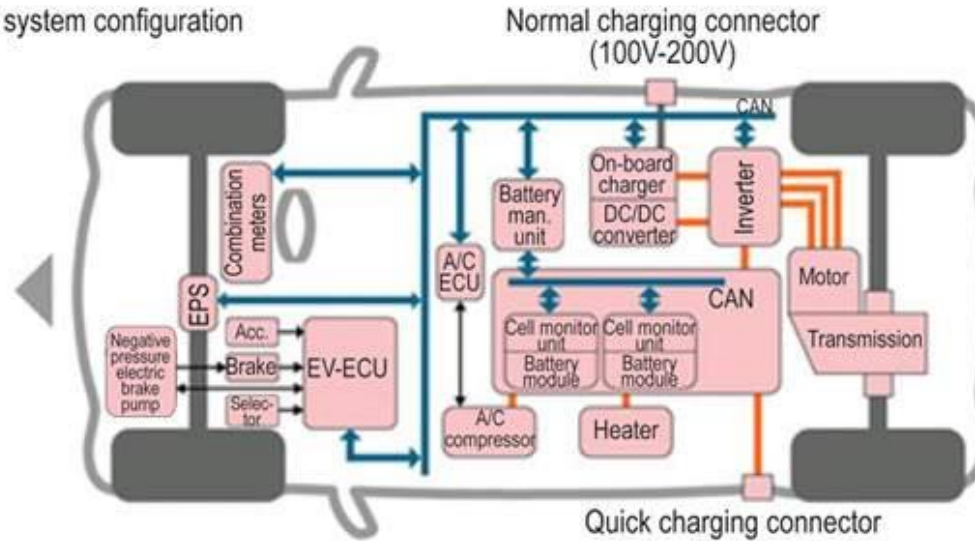 system configuration
Normal charging connector
(100V-200V)
CAN
Combination
meters
EPS
Negative
pressure
electric
brake
pump
Acc.
Brake
Selec-
tor
EV-ECU
A/C
ECU
Battery
man.
unit
On-board
charger
DC/DC
converter
Inverter
CAN
Cell monitor
unit
Battery
module
Cell monitor
unit
Battery
module
Motor
Transmission
A/C
compressor
Heater
Quick charging connector